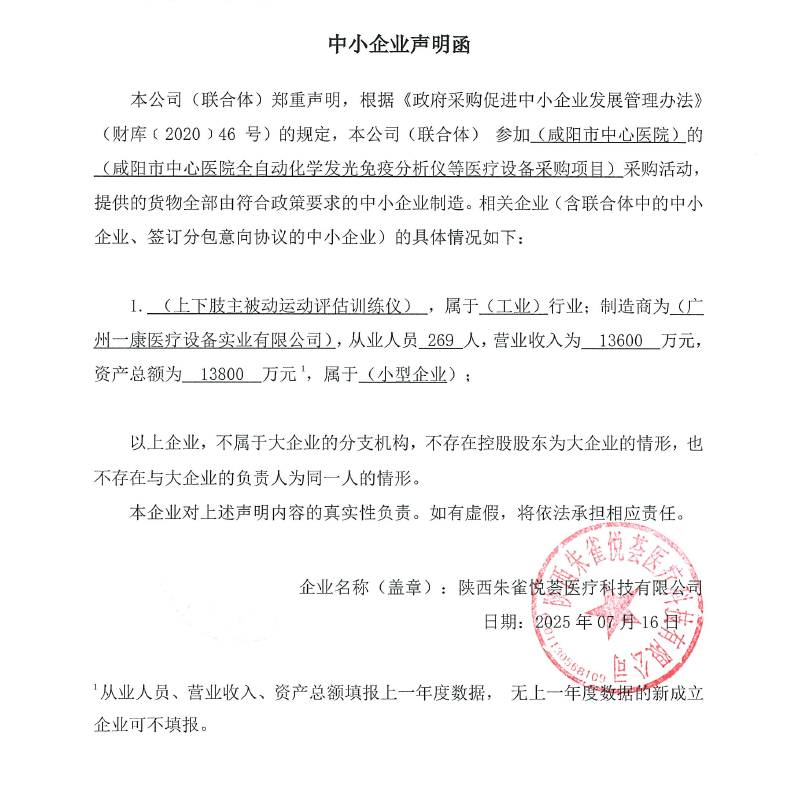 中小企业声明函
本公司（联合体）郑重声明，根据《政府采购促进中小企业发展管理办法》
（财库﹝2020﹞46 号）的规定，本公司（联合体） 参加（咸阳市中心医院）的
（咸阳市中心医院全自动化学发光免疫分析仪等医疗设备采购项目）采购活动，
提供的货物全部由符合政策要求的中小企业制造。相关企业（含联合体中的中小
企业、签订分包意向协议的中小企业）的具体情况如下：
1. （上下肢主被动运动评估训练仪） ，属于（工业）行业；制造商为（广
州一康医疗设备实业有限公司），从业人员 269 人，营业收入为 13600 万元，
资产总额为 13800 万元¹，属于（小型企业）；
以上企业，不属于大企业的分支机构，不存在控股股东为大企业的情形，也
不存在与大企业的负责人为同一人的情形。
本企业对上述声明内容的真实性负责。如有虚假，将依法承担相应责任。
企业名称（盖章）：陕西朱雀悦荟医疗科技有限公司
日期：2025 年 07 月 16 日
陕西朱雀悦荟医疗科技有限公司
¹从业人员、营业收入、资产总额填报上一年度数据， 无上一年度数据的新成立
企业可不填报。